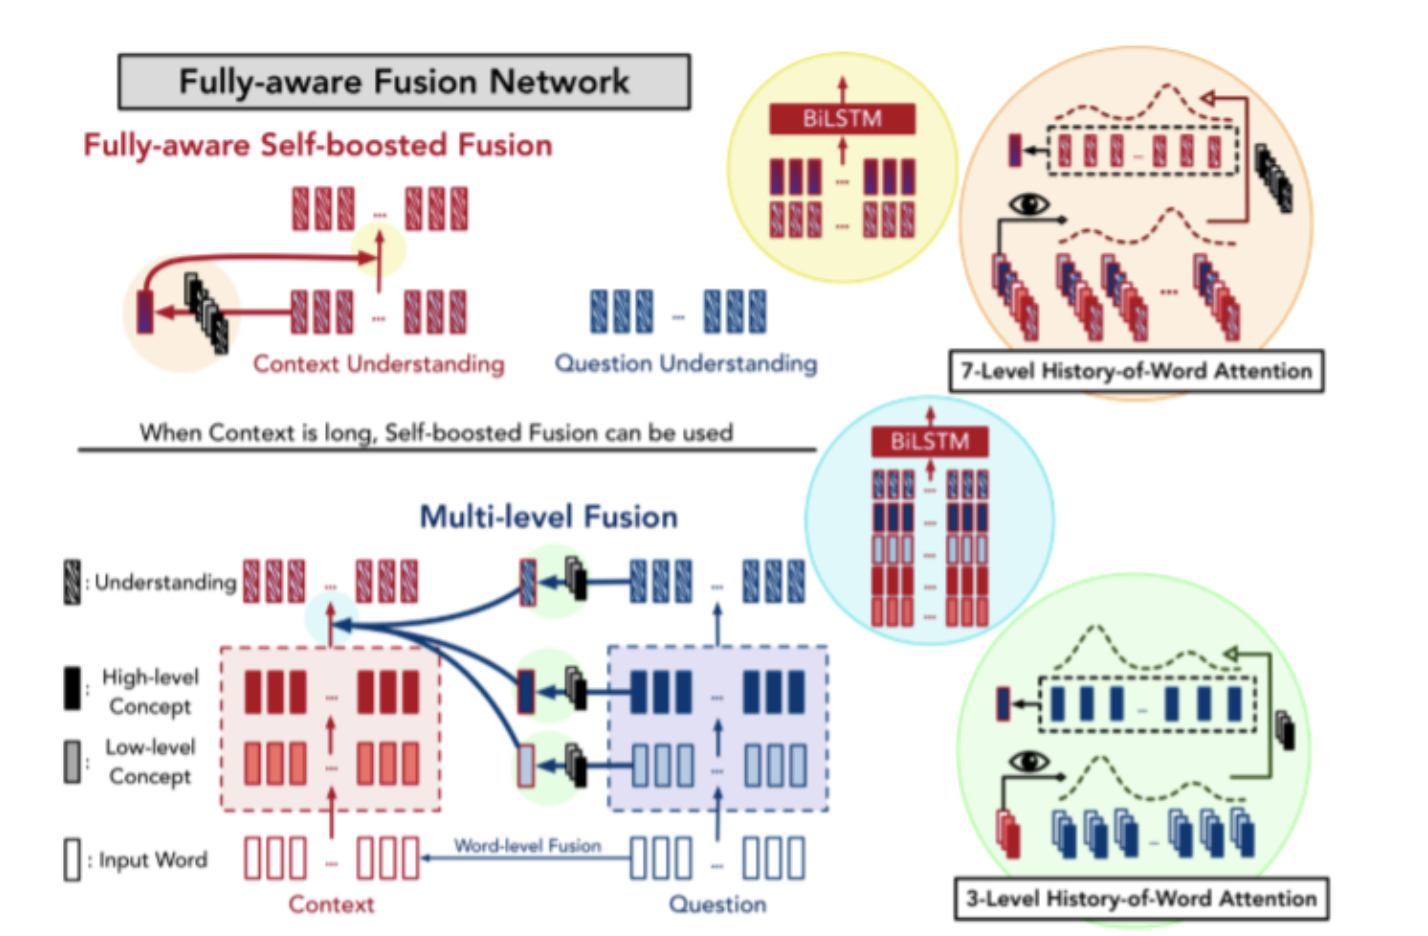 Fully-aware Fusion Network
Fully-aware Self-boosted Fusion
...
...
...
Context Understanding
Question Understanding
When Context is long, Self-boosted Fusion can be used
BiLSTM
...
...
...
...
7-Level History-of-Word Attention
BiLSTM
...
...
...
...
...
Multi-level Fusion
: Understanding
...
...
: High-level
Concept
...
...
: Low-level
Concept
...
...
: Input Word
...
Word-level Fusion
...
Context
Question
...
...
3-Level History-of-Word Attention